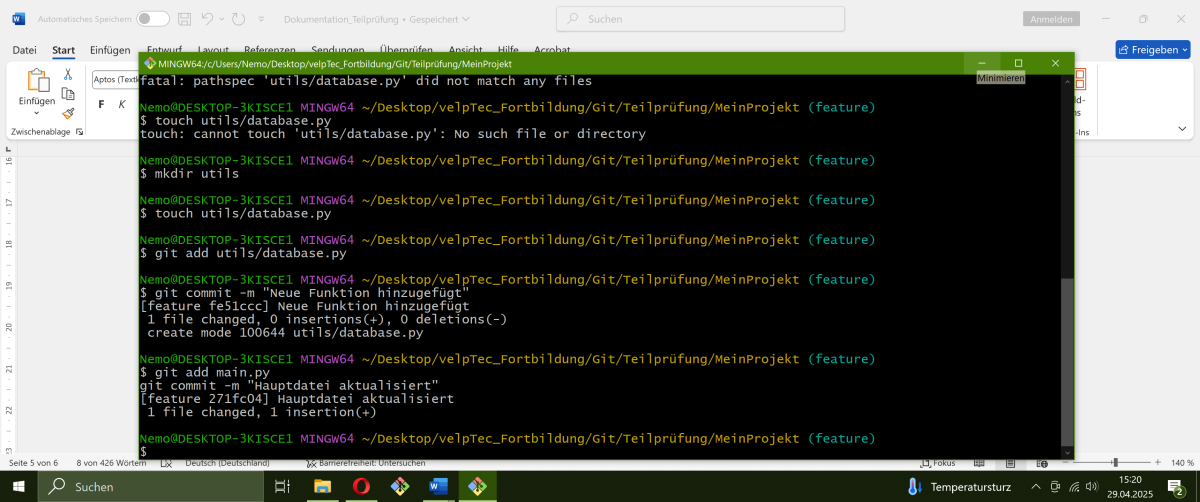 Automatisches Speichern
Dokumentation_Teilprüfung • Gespeichert
Suchen
Anmelden
Datei Start Einfügen Entwurf Layout Referenzen Sendungen Überprüfen Ansicht Hilfe Acrobat
Freigeben
MINGW64:/c/Users/Nemo/Desktop/velpTec_Fortbildung/Git/Teilprüfung/MeinProjekt
Minimieren
Einfügen
Zwischenablage
Aptos (Textk
F K
fatal: pathspec 'utils/database.py' did not match any files
Nemo@DESKTOP-3KISCE1 MINGW64 ~/Desktop/velpTec_Fortbildung/Git/Teilprüfung/MeinProjekt (feature)
$ touch utils/database.py
touch: cannot touch 'utils/database.py': No such file or directory
Nemo@DESKTOP-3KISCE1 MINGW64 ~/Desktop/velpTec_Fortbildung/Git/Teilprüfung/MeinProjekt (feature)
$ mkdir utils
Nemo@DESKTOP-3KISCE1 MINGW64 ~/Desktop/velpTec_Fortbildung/Git/Teilprüfung/MeinProjekt (feature)
$ touch utils/database.py
Nemo@DESKTOP-3KISCE1 MINGW64 ~/Desktop/velpTec_Fortbildung/Git/Teilprüfung/MeinProjekt (feature)
$ git add utils/database.py
Nemo@DESKTOP-3KISCE1 MINGW64 ~/Desktop/velpTec_Fortbildung/Git/Teilprüfung/MeinProjekt (feature)
$ git commit -m "Neue Funktion hinzugefügt"
[feature fe51ccc] Neue Funktion hinzugefügt
1 file changed, 0 insertions(+), 0 deletions(-)
create mode 100644 utils/database.py
Nemo@DESKTOP-3KISCE1 MINGW64 ~/Desktop/velpTec_Fortbildung/Git/Teilprüfung/MeinProjekt (feature)
$ git add main.py
git commit -m "Hauptdatei aktualisiert"
[feature 271fc04] Hauptdatei aktualisiert
1 file changed, 1 insertion(+)
Nemo@DESKTOP-3KISCE1 MINGW64 ~/Desktop/velpTec_Fortbildung/Git/Teilprüfung/MeinProjekt (feature)
$
16
17
18
19
20
21
22
23
Seite 5 von 6 8 von 426 Wörtern Deutsch (Deutschland) Barrierefreiheit: Untersuchen Fokus 140 %
Suchen
Temperatursturz
15:20
29.04.2025
2